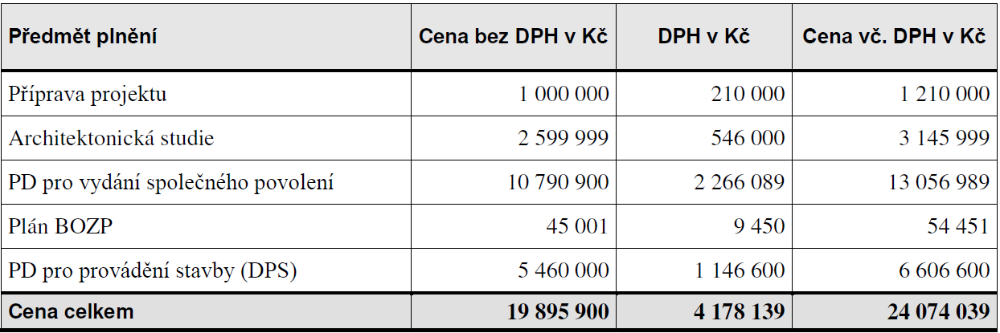 Předmět plnění Cena bez DPH v Kč DPH v Kč Cena vč. DPH v Kč
Příprava projektu 1 000 000 210 000 1 210 000
Architektonická studie 2 599 999 546 000 3 145 999
PD pro vydání společného povolení 10 790 900 2 266 089 13 056 989
Plán BOZP 45 001 9 450 54 451
PD pro provádění stavby (DPS) 5 460 000 1 146 600 6 606 600
Cena celkem 19 895 900 4 178 139 24 074 039